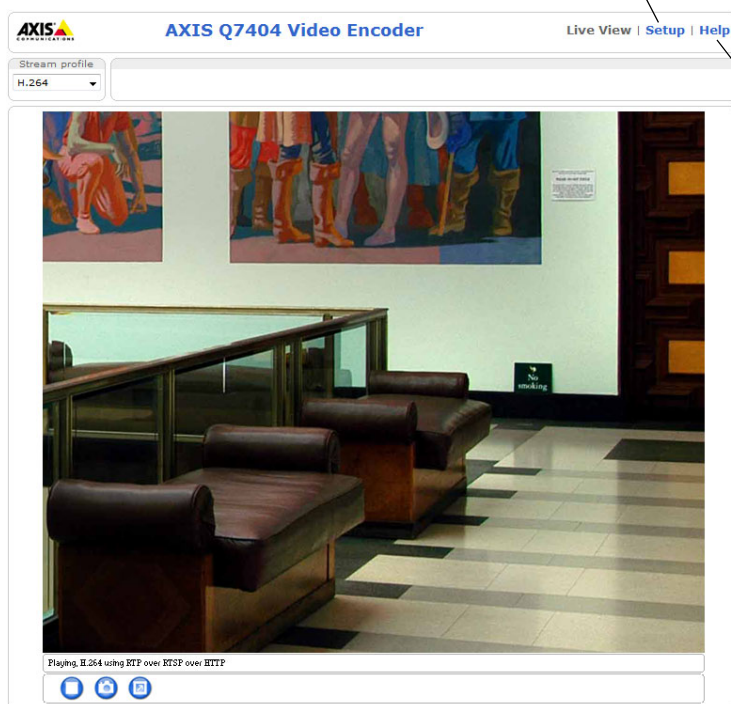 AXIS
COMMUNICATIONS
AXIS Q7404 Video Encoder
Live View | Setup | Help
Stream profile
H.264
No
smoking
Playing, H.264 using RTP over RTSP over HTTP